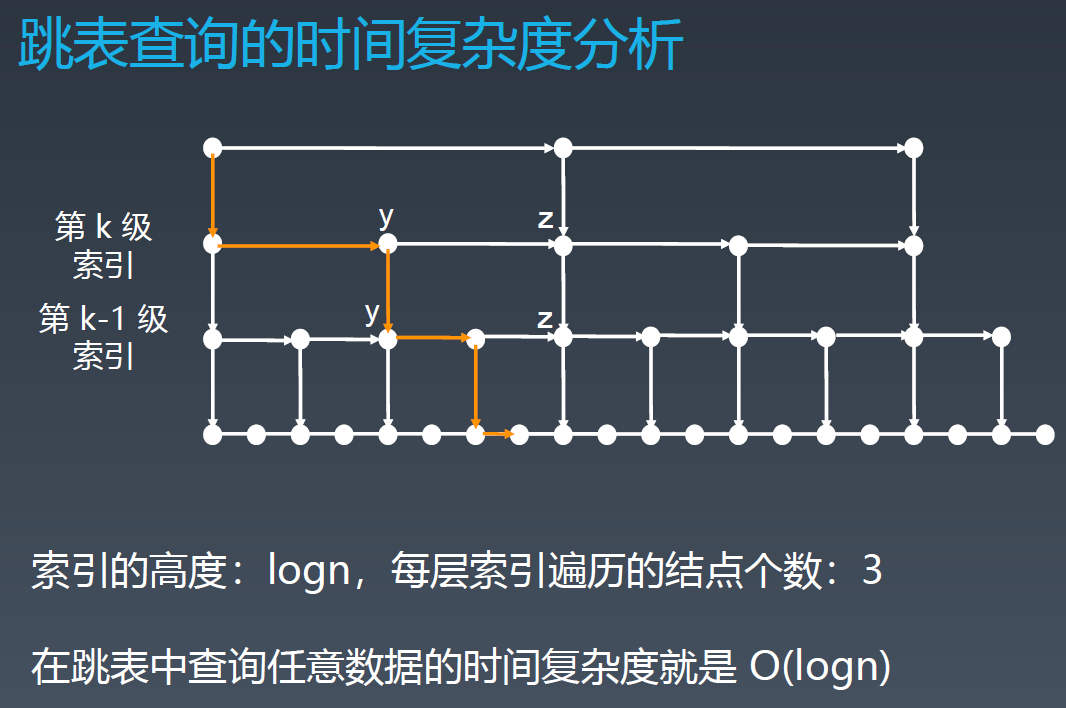 跳表查询的时间复杂度分析
第 k 级
索引
y
z
第 k-1 级
索引
y
z
索引的高度：logn，每层索引遍历的结点个数：3
在跳表中查询任意数据的时间复杂度就是 O(logn)